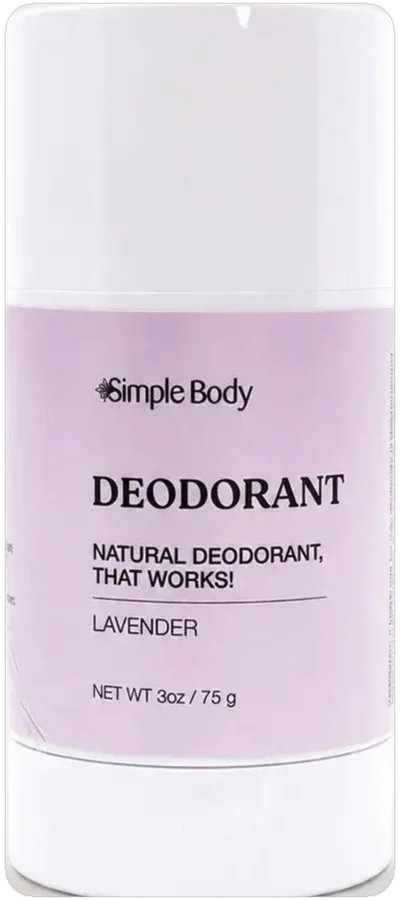 Simple Body
DEODORANT
NATURAL DEODORANT,
THAT WORKS!
LAVENDER
NET WT 3oz / 75 g